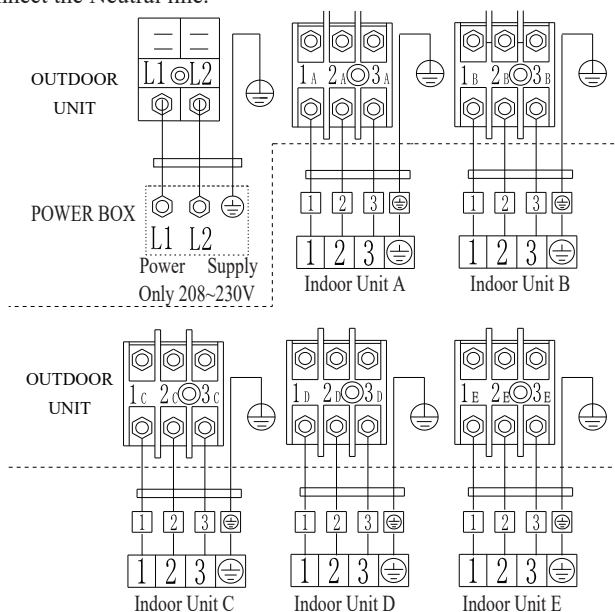 nnect the Neutral line.
OUTDOOR
UNIT
L1 L2
1A 2A 3A
1B 2B 3B
POWER BOX
L1 L2
Power Supply
Only 208~230V
1 2 3
1 2 3
Indoor Unit A
1 2 3
1 2 3
Indoor Unit B
OUTDOOR
UNIT
1C 2C 3C
1D 2D 3D
1E 2E 3E
1 2 3
1 2 3
Indoor Unit C
1 2 3
1 2 3
Indoor Unit D
1 2 3
1 2 3
Indoor Unit E